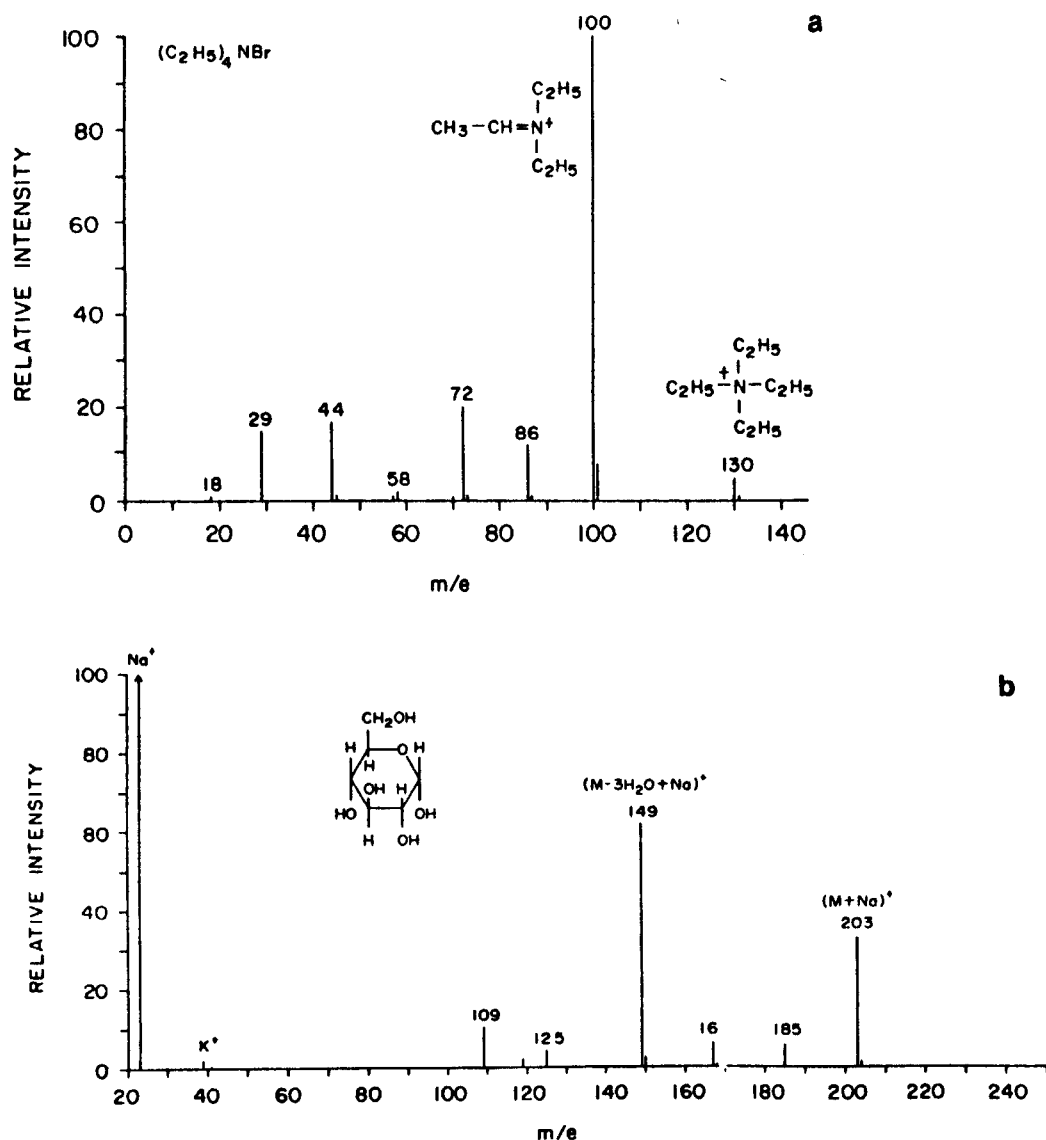 a
100
100
(C2H5)4 NBr
C2H5
CH3-CH=N+
C2H5
80
60
40
20
0
RELATIVE INTENSITY
C2H5
C2H5-N+-C2H5
C2H5
18
29
44
58
72
86
130
0 20 40 60 80 100 120 140
m/e
b
Na+
100
80
60
40
20
0
RELATIVE INTENSITY
CH2OH
H O H
H
OH H
HO OH
H OH
(M-3H2O+Na)+
149
(M+Na)+
203
K+
109
125
16
185
20 40 60 80 100 120 140 160 180 200 220 240
m/e